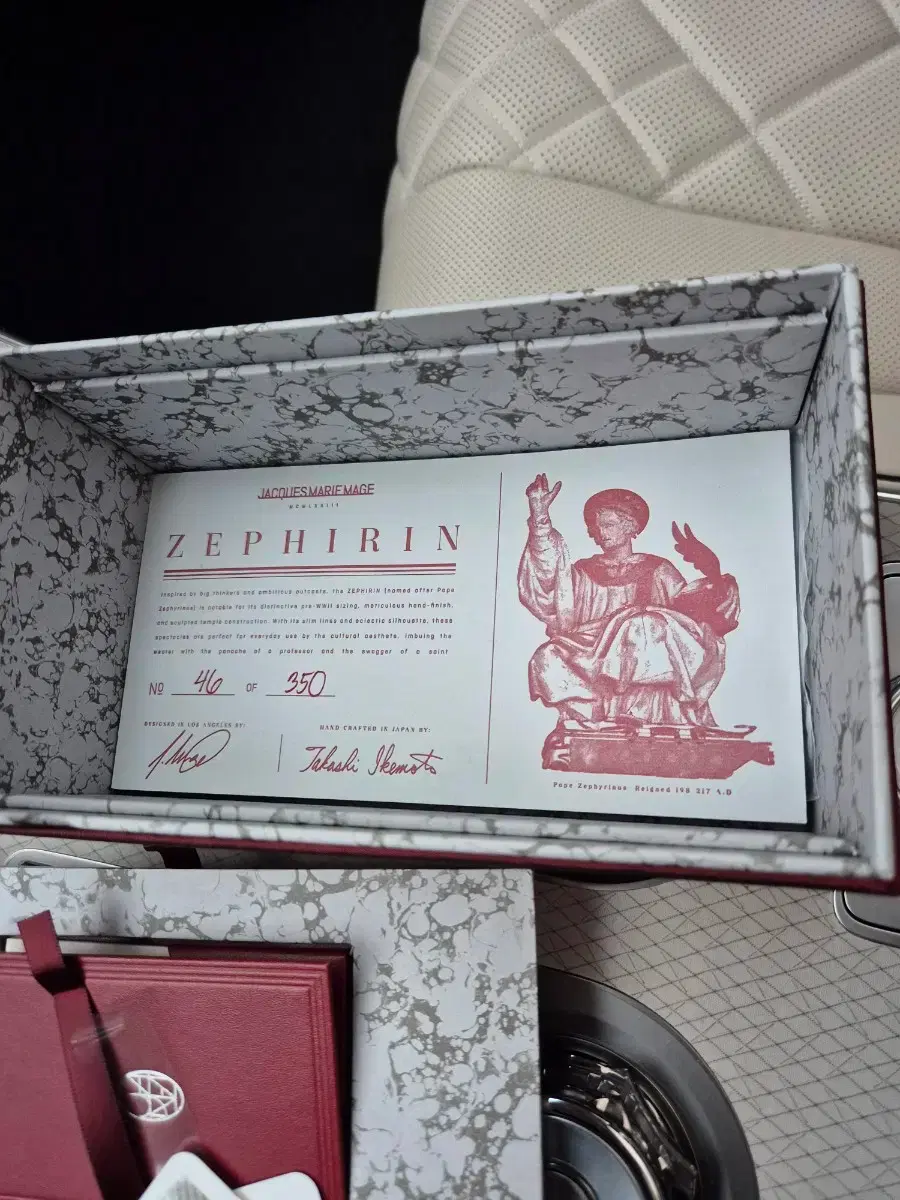 JACQUES MARIE MAGE
MCMLXXIII
ZEPHIRIN
Inspired by big thinkers and ambitious outcasts, the ZEPHIRIN (named after Pope
Zephyrinus) is notable for its distinctive pre-WWII sizing, meticulous hand-finish,
and sculpted temple construction. With its slim lines and eclectic silhouette, these
spectacles are perfect for everyday use by the cultural aesthete, imbuing the
wearer with the panache of a professor and the swagger of a saint
Nº 46 OF 350
DESIGNED IN LOS ANGELES BY:
HAND CRAFTED IN JAPAN BY:
Takashi Ikemoto
Pope Zephyrinus Reigned 198 217 A.D